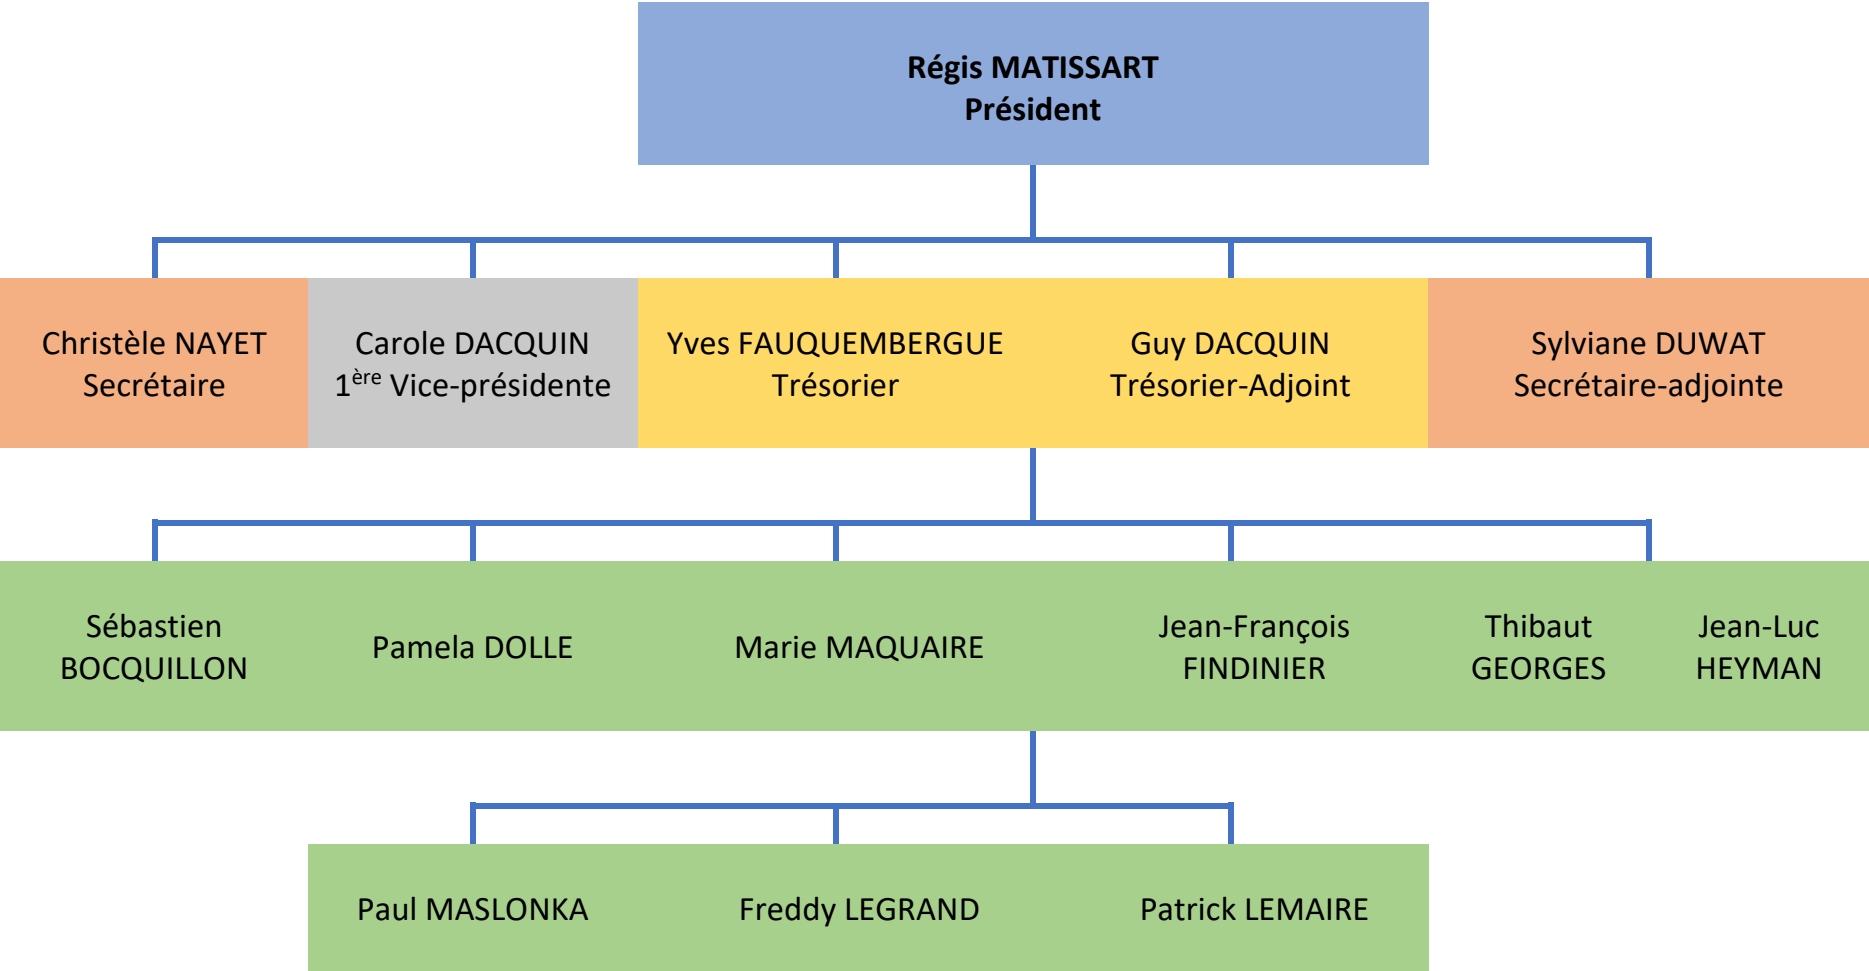 Régis MATISSART
Président
Christèle NAYET
Secrétaire
Carole DACQUIN
1ère Vice-présidente
Yves FAUQUEMBERGUE
Trésorier
Guy DACQUIN
Trésorier-Adjoint
Sylviane DUWAT
Secrétaire-adjointe
Sébastien
BOCQUILLON
Pamela DOLLE
Marie MAQUAIRE
Jean-François
FINDINIER
Thibaut
GEORGES
Jean-Luc
HEYMAN
Paul MASLONKA
Freddy LEGRAND
Patrick LEMAIRE